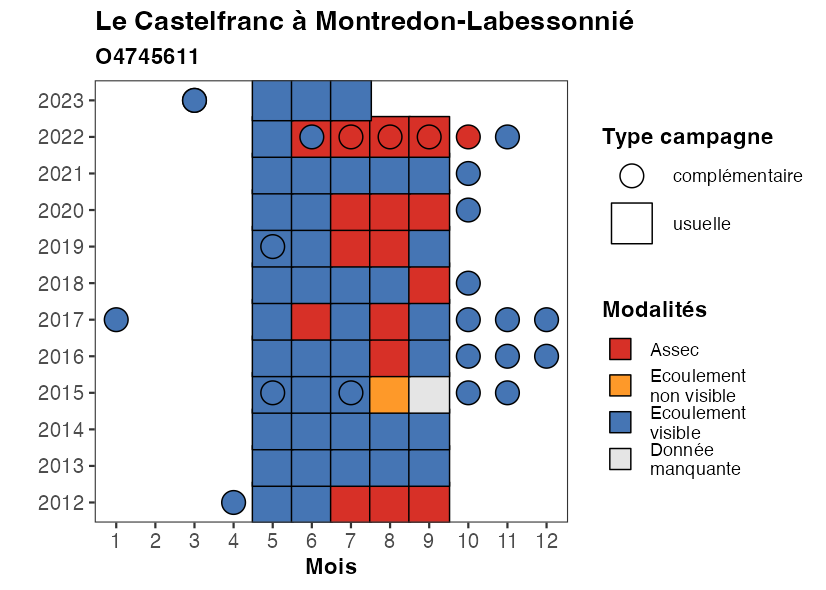 Le Castelfranc à Montredon-Labessonnié
O4745611
2023
2022
2021
2020
2019
2018
2017
2016
2015
2014
2013
2012
1 2 3 4 5 6 7 8 9 10 11 12
Mois
Type campagne
complémentaire
usuelle
Modalités
Assec
Ecoulement
non visible
Ecoulement
visible
Donnée
manquante